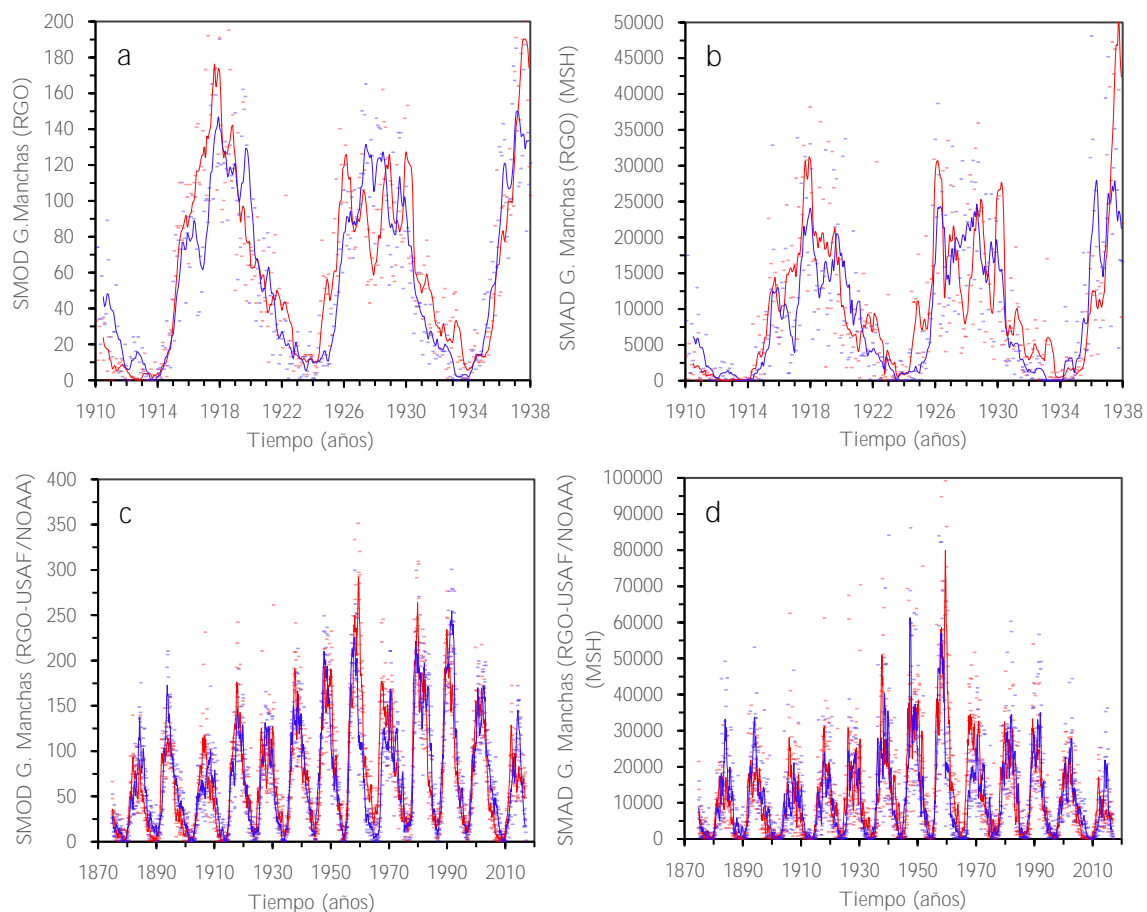 a
SMOD G.Manchas (RGO)
200
180
160
140
120
100
80
60
40
20
0
1910 1914 1918 1922 1926 1930 1934 1938
Tiempo (años)
b
SMAD G. Manchas (RGO) (MSH)
50000
45000
40000
35000
30000
25000
20000
15000
10000
5000
0
1910 1914 1918 1922 1926 1930 1934 1938
Tiempo (años)
c
SMOD G. Manchas (RGO-USAF/NOAA)
400
350
300
250
200
150
100
50
0
1870 1890 1910 1930 1950 1970 1990 2010
Tiempo (años)
d
SMAD G. Manchas (RGO-USAF/NOAA)
(MSH)
100000
90000
80000
70000
60000
50000
40000
30000
20000
10000
0
1870 1890 1910 1930 1950 1970 1990 2010
Tiempo (años)